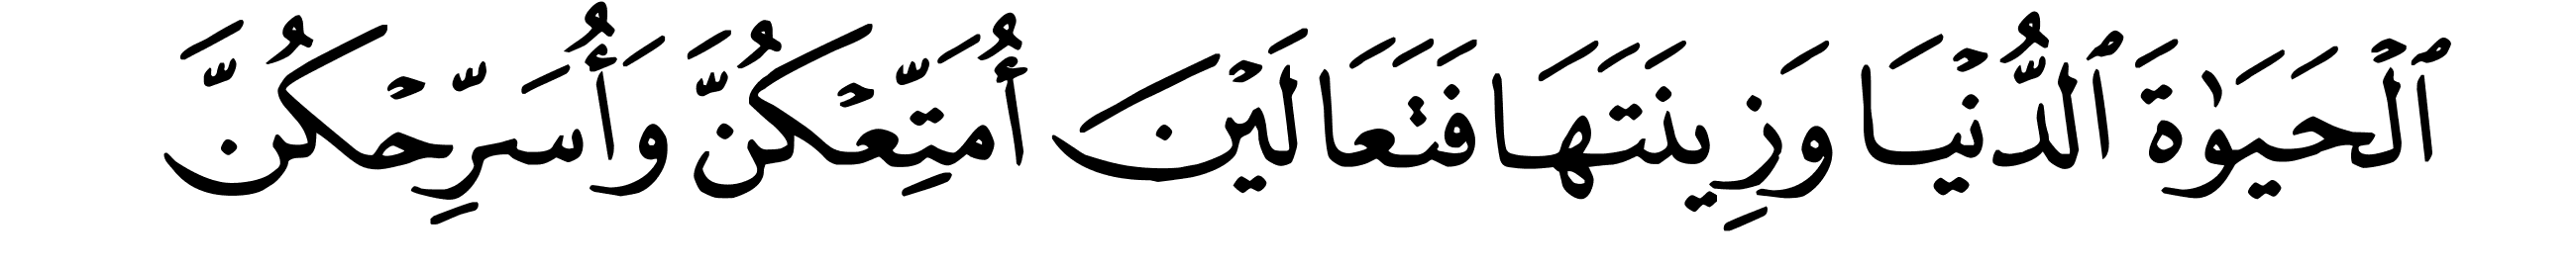 ٱلْحَيَوٰةَ ٱلدُّنْيَا وَزِينَتَهَا فَتَعَالَيْنَ أُمَتِّعْكُنَّ وَأُسَرِّحْكُنَّ